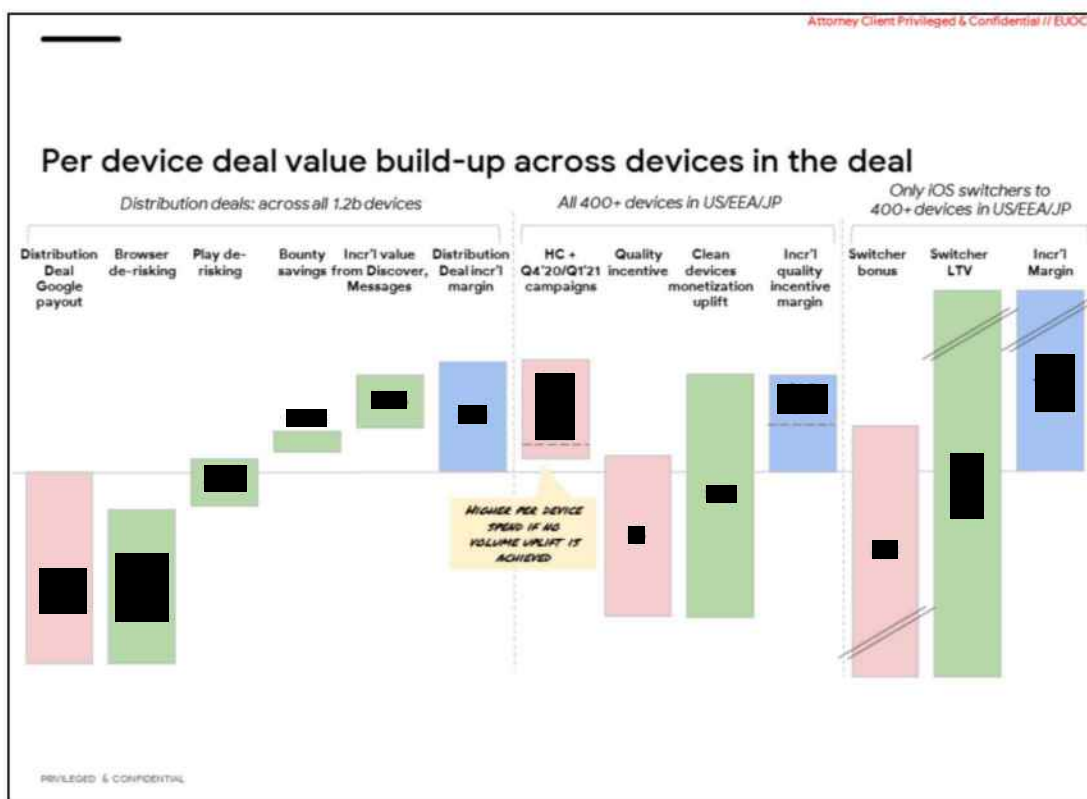 Attorney Client Privileged & Confidential // EUOC
Per device deal value build-up across devices in the deal
Distribution deals: across all 1.2b devices
All 400+ devices in US/EEA/JP
Only iOS switchers to
400+ devices in US/EEA/JP
Distribution
Deal
Google
payout
Browser
de-risking
Play de-
risking
Bounty
savings
Incr'l value
from Discover,
Messages
Distribution
Deal incr'l
margin
HC +
Q4'20/Q1'21
campaigns
Quality
incentive
Clean
devices
monetization
uplift
Incr'l
quality
incentive
margin
Switcher
bonus
Switcher
LTV
Incr'l
Margin
HIGHER PER DEVICE
SPEND IF NO
VOLUME UPLIFT IS
ACHIEVED
PRIVILEGED & CONFIDENTIAL